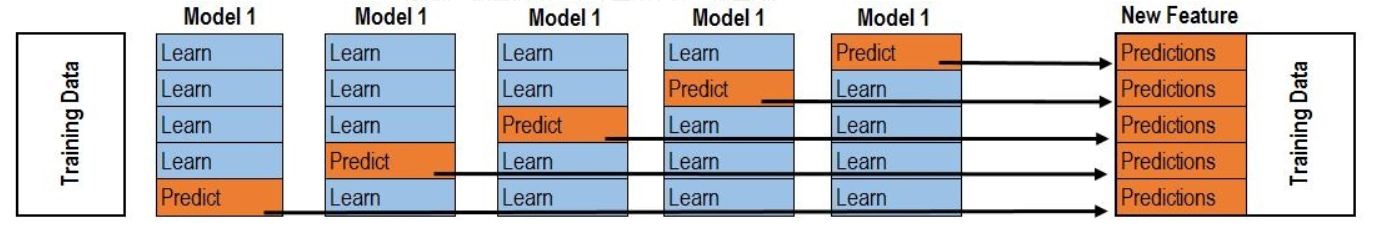 Model 1 Model 1 Model 1 Model 1 Model 1 New Feature
Training Data
Learn Learn Learn Learn Predict Predictions
Learn Learn Learn Predict Learn Predictions
Learn Learn Predict Learn Learn Predictions
Learn Predict Learn Learn Learn Predictions
Predict Learn Learn Learn Learn Predictions
Training Data